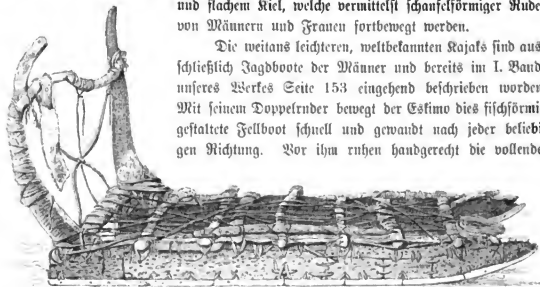 und flachem Kiel, welche vermittelst schaufelförmiger Rude
von Männern und Frauen fortbewegt werden.
Die weitaus leichteren, weltbekannten Kajaks sind aus
schließlich Jagdboote der Männer und bereits im I. Band
unseres Werkes Seite 153 eingehend beschrieben worden
Mit seinem Doppelruder bewegt der Eskimo dies fischförmi
gestaltete Fellboot schnell und gewandt nach jeder beliebi
gen Richtung. Vor ihm ruhen handgerecht die vollende